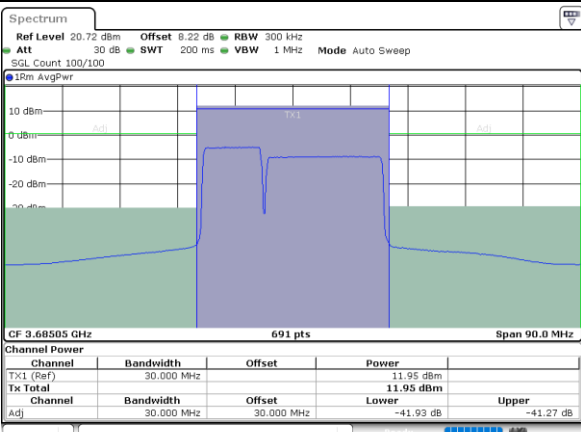 Spectrum
Ref Level 20.72 dBm Offset 8.22 dB RBW 300 kHz
Att 30 dB SWT 200 ms VBW 1 MHz Mode Auto Sweep
SGL Count 100/100
1Rm AvgPwr
10 dBm
TX1
Adj Adj
0 dBm
-10 dBm
-20 dBm
-30 dBm
CF 3.68505 GHz 691 pts Span 90.0 MHz
Channel Power
Channel Bandwidth Offset Power
TX1 (Ref) 30.000 MHz 11.95 dBm
Tx Total 11.95 dBm
Channel Bandwidth Offset Lower Upper
Adj 30.000 MHz 30.000 MHz -41.93 dB -41.27 dB